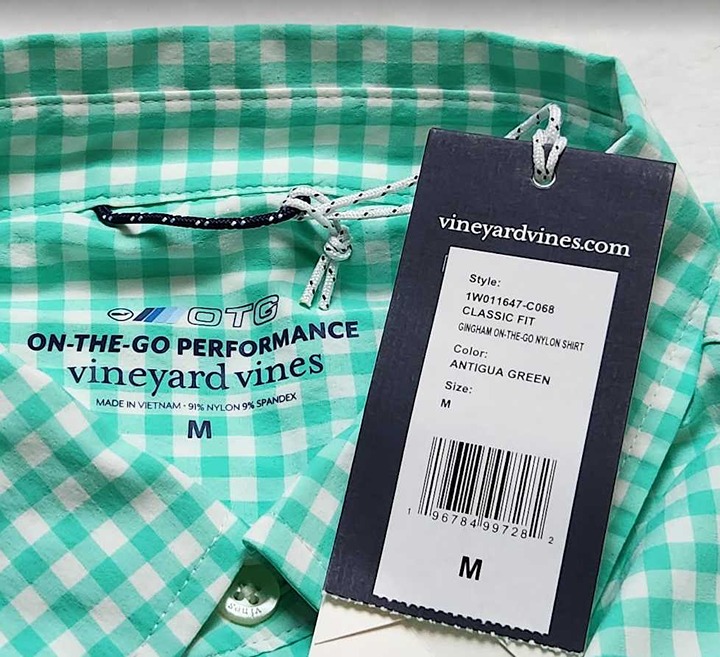 OTG
ON-THE-GO PERFORMANCE
vineyard vines
MADE IN VIETNAM · 91% NYLON 9% SPANDEX
M
vineyardvines.com
Style:
1W011647-C068
CLASSIC FIT
GINGHAM ON-THE-GO NYLON SHIRT
Color:
ANTIGUA GREEN
Size:
M
1 96784 99728 2
M